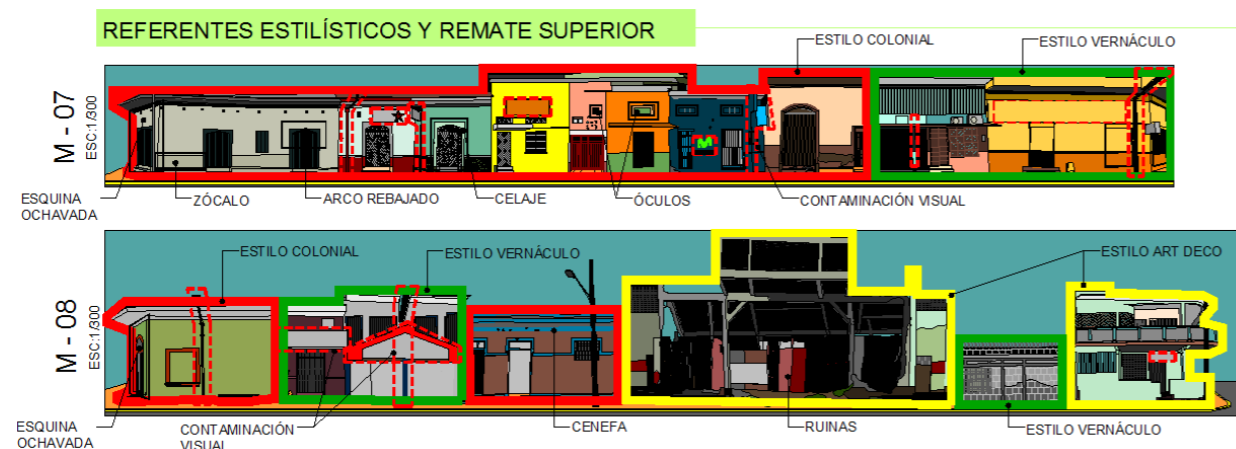 REFERENTES ESTILÍSTICOS Y REMATE SUPERIOR
ESTILO COLONIAL
ESTILO VERNÁCULO
M - 07
ESC:1/300
ESQUINA
OCHAVADA
ZÓCALO
ARCO REBAJADO
CELAJE
ÓCULOS
CONTAMINACIÓN VISUAL
ESTILO COLONIAL
ESTILO VERNÁCULO
ESTILO ART DECO
M - 08
ESC:1/300
ESQUINA
OCHAVADA
CONTAMINACIÓN
VISUAL
CENEFA
RUINAS
ESTILO VERNÁCULO